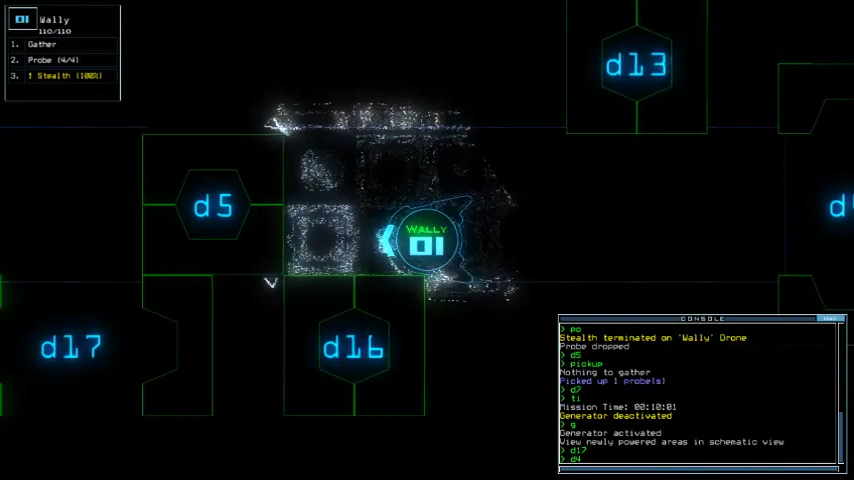 01 Wally
110/110
1. Gather
2. Probe (4/4)
3. ! Stealth (100%)
d13
d5
WALLY
01
d17
d16
CONSOLE
> po
Stealth terminated on 'Wally' Drone
Probe dropped
> d5
> pickup
Nothing to gather
Picked up 1 probe(s)
> d7
> ti
Mission Time: 00:10:01
Generator deactivated
> g
Generator activated
View newly powered areas in schematic view
> d17
> d4